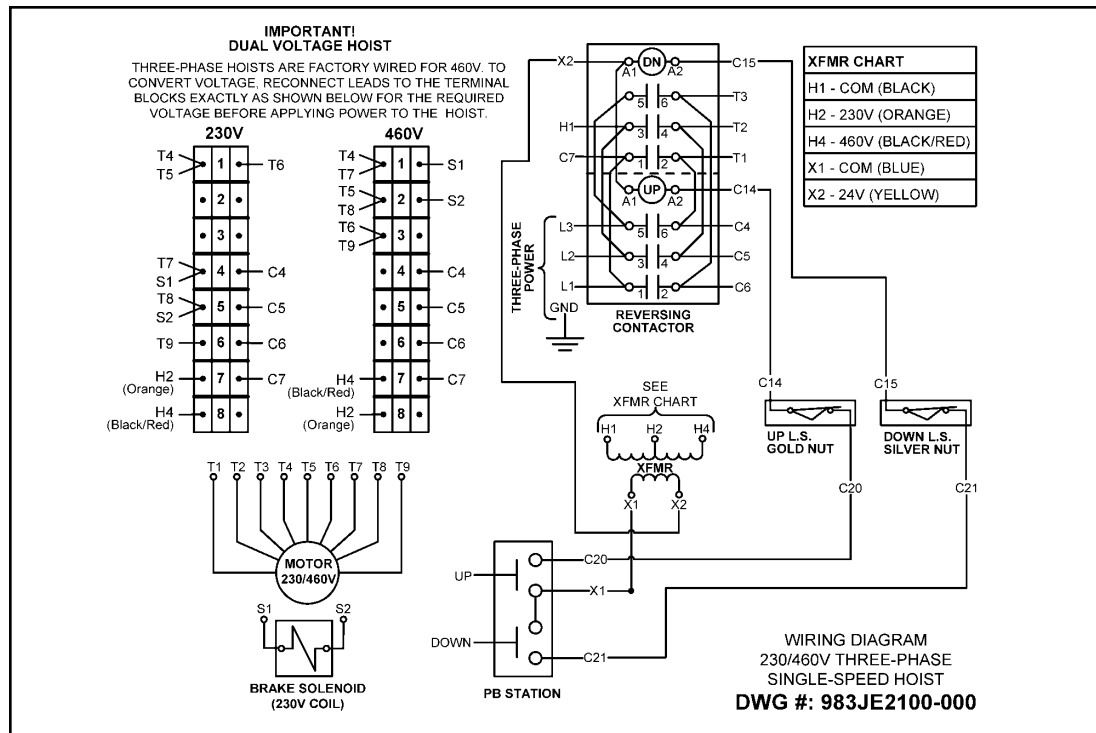 IMPORTANT!
DUAL VOLTAGE HOIST
THREE-PHASE HOISTS ARE FACTORY WIRED FOR 460V. TO
CONVERT VOLTAGE, RECONNECT LEADS TO THE TERMINAL
BLOCKS EXACTLY AS SHOWN BELOW FOR THE REQUIRED
VOLTAGE BEFORE APPLYING POWER TO THE HOIST.
230V
T4
T5
1
T6
2
3
T7
S1
4
C4
T8
S2
5
C5
T9
6
C6
H2
(Orange)
7
C7
H4
(Black/Red)
8
460V
T4
T7
1
S1
T5
T8
2
S2
T6
T9
3
4
C4
5
C5
6
C6
H4
(Black/Red)
7
C7
H2
(Orange)
8
X2
A1
DN
A2
C15
5
6
T3
H1
3
4
T2
C7
1
2
T1
A1
UP
A2
C14
THREE-PHASE
POWER
L3
5
6
C4
L2
3
4
C5
L1
1
2
C6
GND
REVERSING
CONTACTOR
XFMR CHART
H1 - COM (BLACK)
H2 - 230V (ORANGE)
H4 - 460V (BLACK/RED)
X1 - COM (BLUE)
X2 - 24V (YELLOW)
C14
C15
UP L.S.
GOLD NUT
DOWN L.S.
SILVER NUT
C20
C21
SEE
XFMR CHART
H1
H2
H4
XFMR
X1
X2
T1
T2
T3
T4
T5
T6
T7
T8
T9
MOTOR
230/460V
S1
S2
BRAKE SOLENOID
(230V COIL)
UP
DOWN
C20
X1
C21
PB STATION
WIRING DIAGRAM
230/460V THREE-PHASE
SINGLE-SPEED HOIST
DWG #: 983JE2100-000